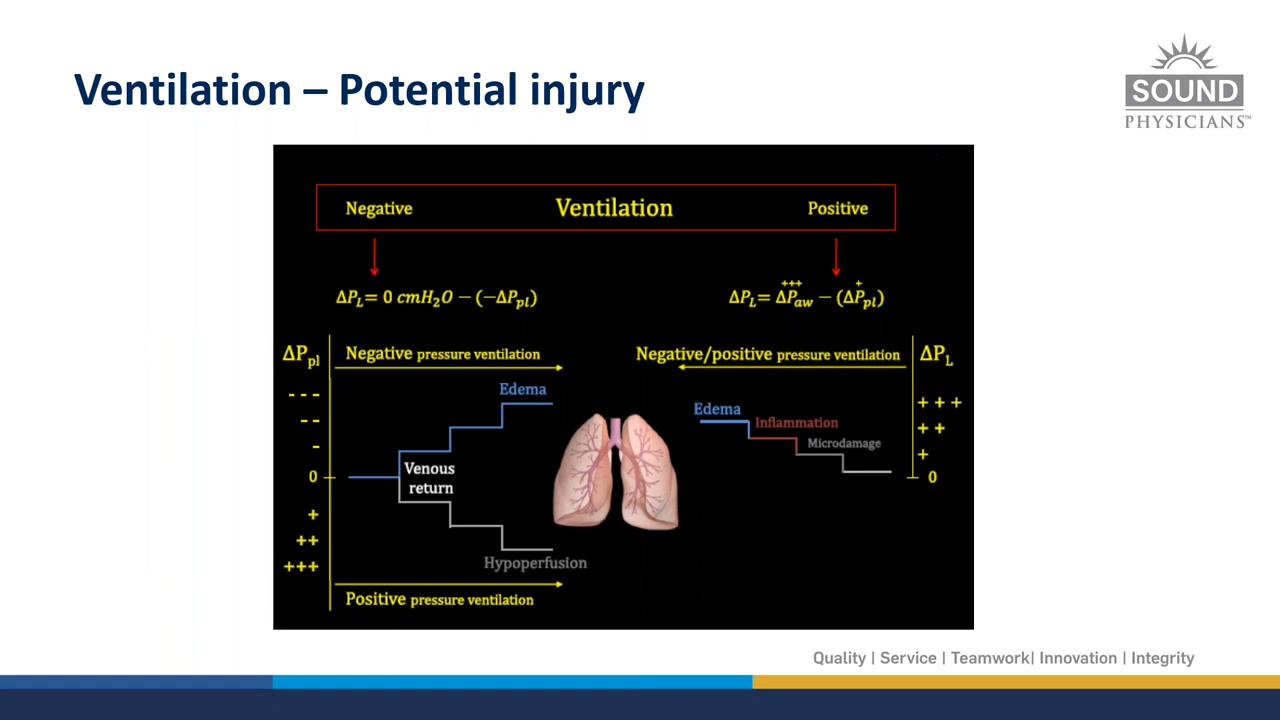 Ventilation – Potential injury
SOUND
PHYSICIANS™
Negative
Ventilation
Positive
ΔP_L= 0 cmH₂O − (−ΔP_pl)
+++ +
ΔP_L= ΔP_aw − (ΔP_pl)
ΔP_pl
Negative pressure ventilation
Negative/positive pressure ventilation
ΔP_L
- - -
- -
-
0
+
++
+++
Edema
Venous
return
Hypoperfusion
Positive pressure ventilation
Edema
Inflammation
Microdamage
+ + +
+ +
+
0
Quality | Service | Teamwork| Innovation | Integrity